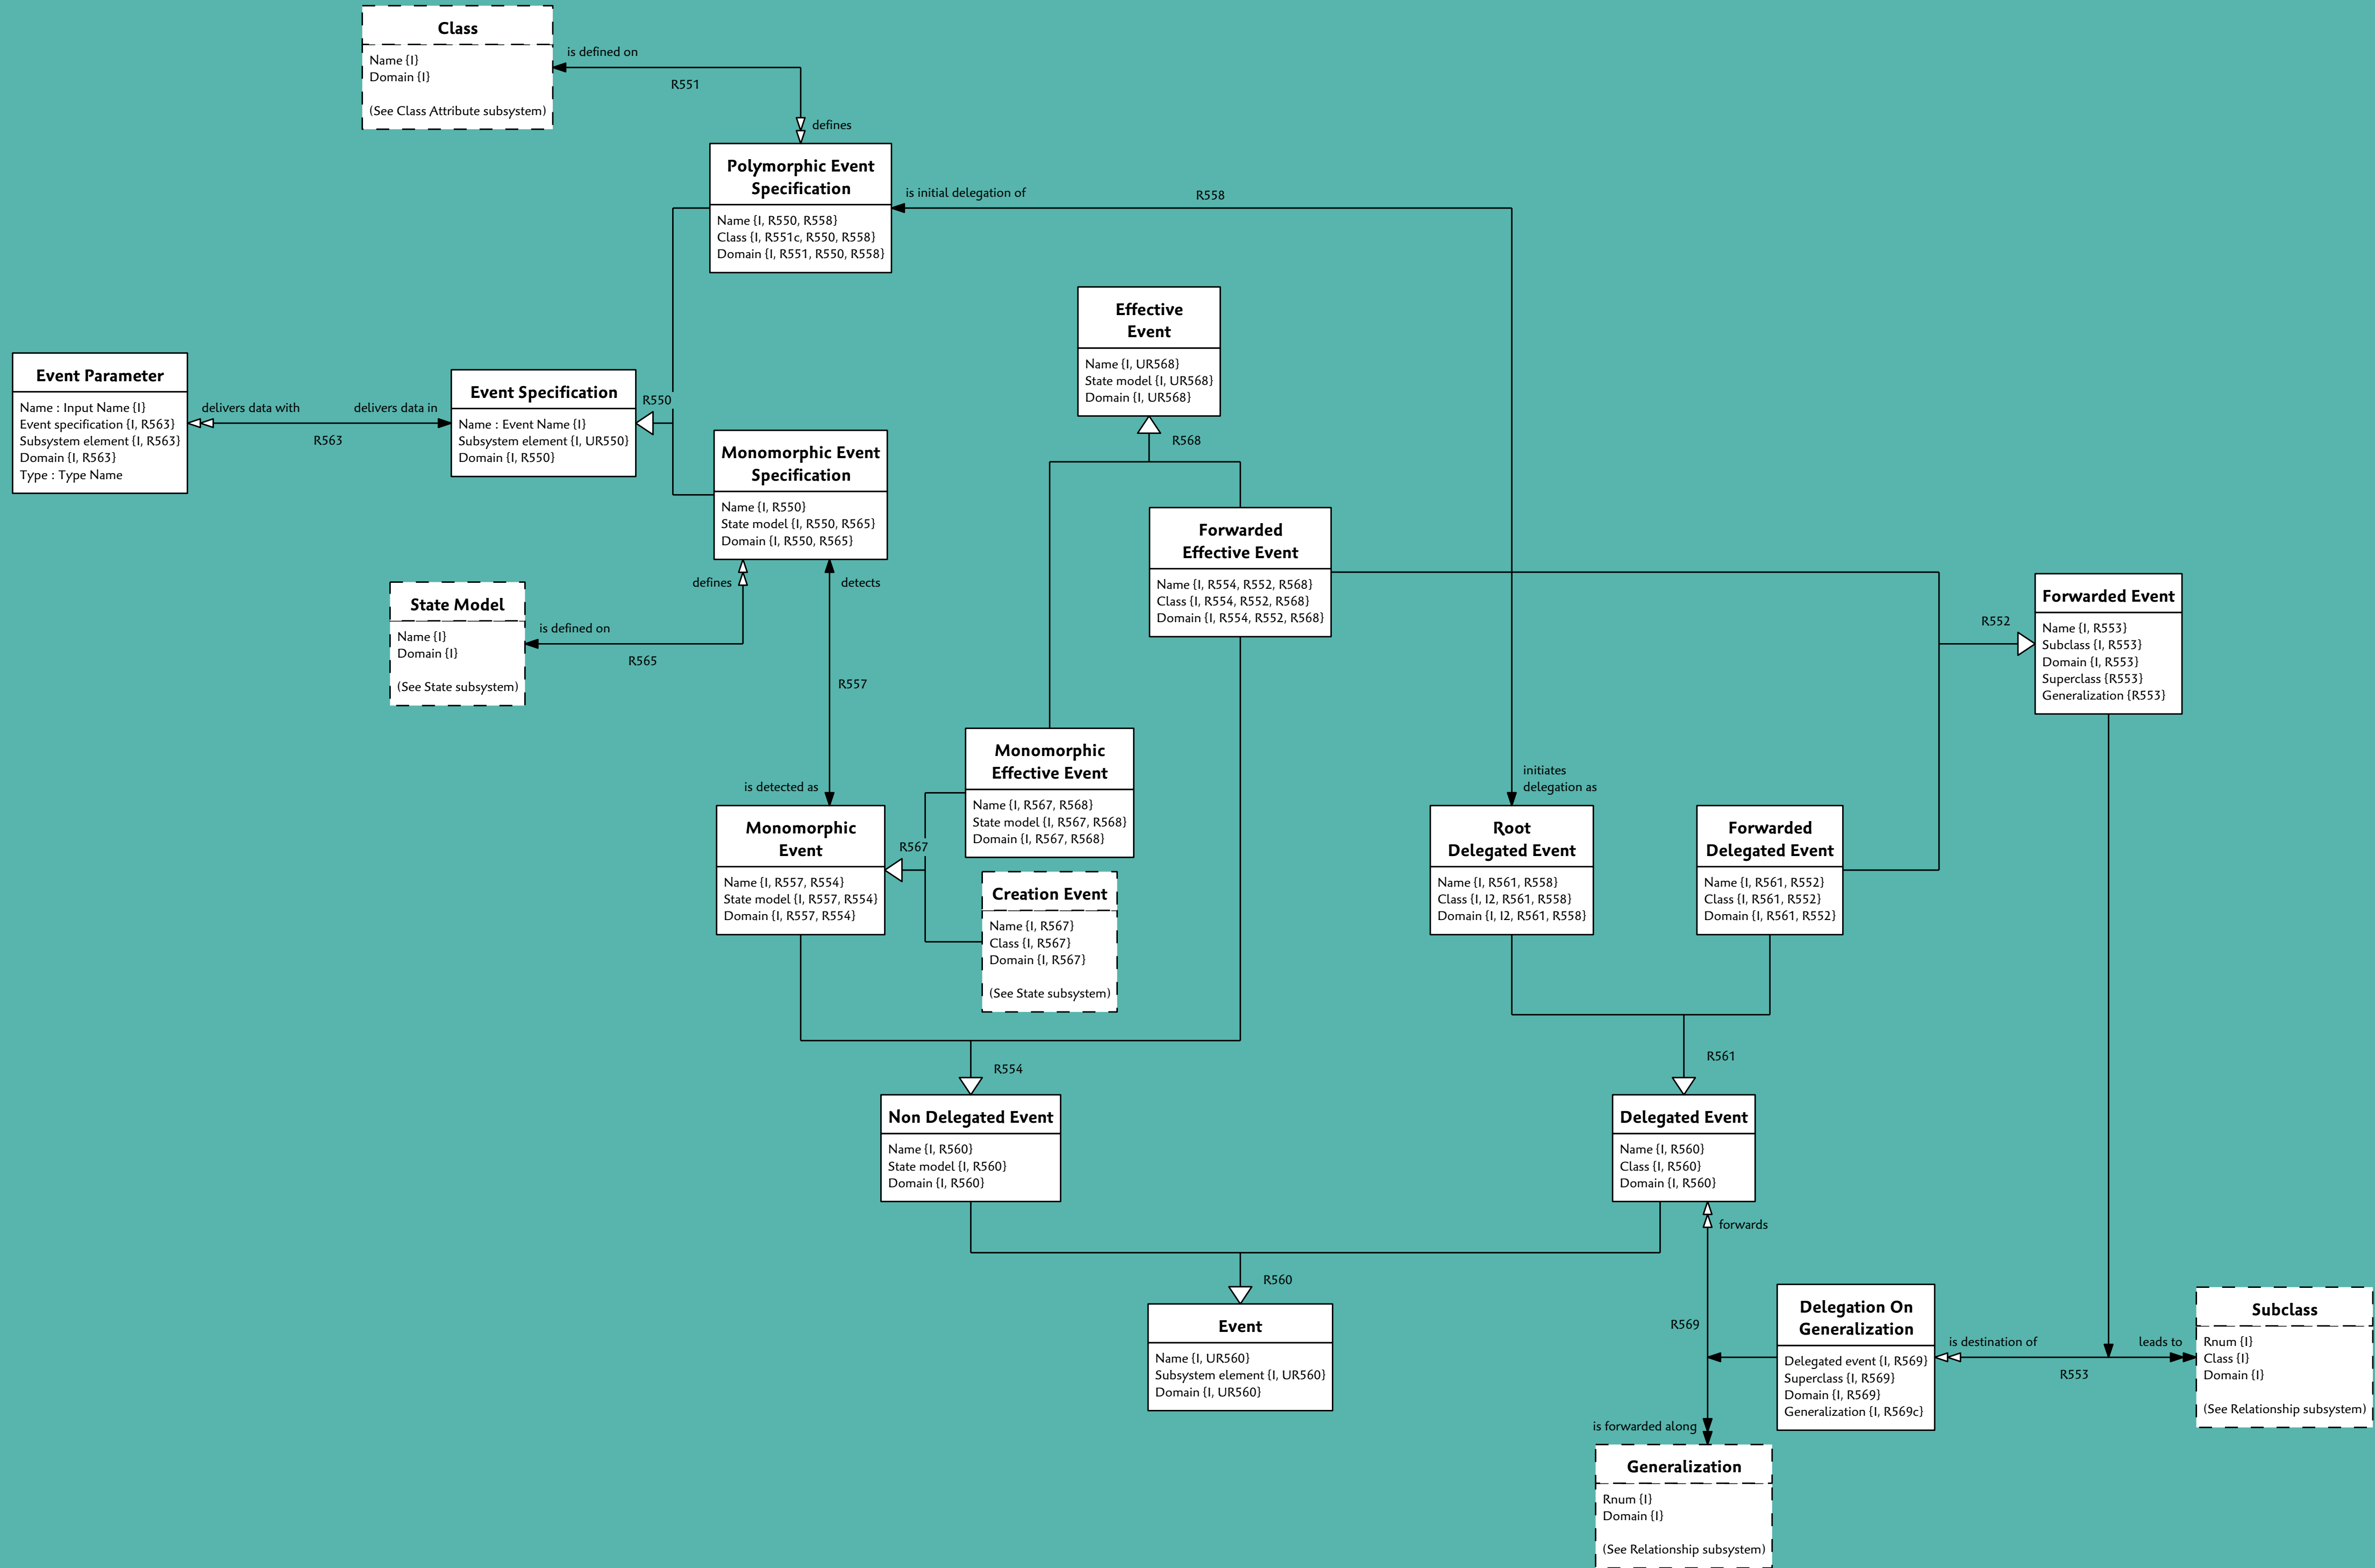 Class
Name {I}
Domain {I}
(See Class Attribute subsystem)
is defined on
R551
defines
Polymorphic Event
Specification
Name {I, R550, R558}
Class {I, R551c, R550, R558}
Domain {I, R551, R550, R558}
is initial delegation of
R558
Effective
Event
Name {I, UR568}
State model {I, UR568}
Domain {I, UR568}
R568
Event Parameter
Name : Input Name {I}
Event specification {I, R563}
Subsystem element {I, R563}
Domain {I, R563}
Type : Type Name
delivers data with
delivers data in
R563
Event Specification
Name : Event Name {I}
Subsystem element {I, UR550}
Domain {I, R550}
R550
Monomorphic Event
Specification
Name {I, R550}
State model {I, R550, R565}
Domain {I, R550, R565}
defines
detects
Forwarded
Effective Event
Name {I, R554, R552, R568}
Class {I, R554, R552, R568}
Domain {I, R554, R552, R568}
State Model
Name {I}
Domain {I}
(See State subsystem)
is defined on
R565
R557
R552
Forwarded Event
Name {I, R553}
Subclass {I, R553}
Domain {I, R553}
Superclass {R553}
Generalization {R553}
is detected as
Monomorphic
Effective Event
Name {I, R567, R568}
State model {I, R567, R568}
Domain {I, R567, R568}
initiates
delegation as
Monomorphic
Event
Name {I, R557, R554}
State model {I, R557, R554}
Domain {I, R557, R554}
R567
Creation Event
Name {I, R567}
Class {I, R567}
Domain {I, R567}
(See State subsystem)
Root
Delegated Event
Name {I, R561, R558}
Class {I, I2, R561, R558}
Domain {I, I2, R561, R558}
Forwarded
Delegated Event
Name {I, R561, R552}
Class {I, R561, R552}
Domain {I, R561, R552}
R554
R561
Non Delegated Event
Name {I, R560}
State model {I, R560}
Domain {I, R560}
Delegated Event
Name {I, R560}
Class {I, R560}
Domain {I, R560}
forwards
R560
Event
Name {I, UR560}
Subsystem element {I, UR560}
Domain {I, UR560}
R569
is forwarded along
Delegation On
Generalization
Delegated event {I, R569}
Superclass {I, R569}
Domain {I, R569}
Generalization {I, R569c}
is destination of
leads to
R553
Subclass
Rnum {I}
Class {I}
Domain {I}
(See Relationship subsystem)
Generalization
Rnum {I}
Domain {I}
(See Relationship subsystem)